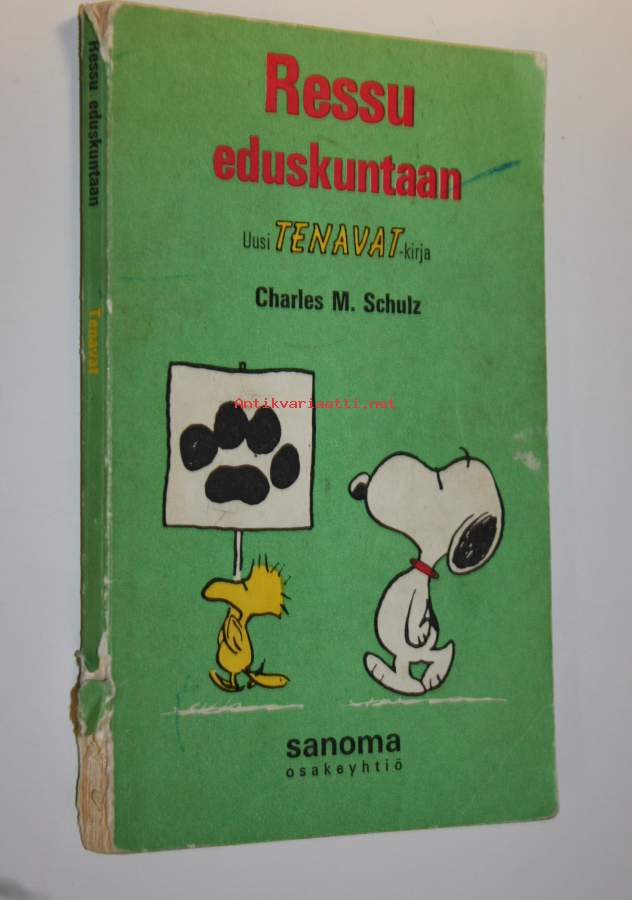 Ressu eduskuntaan
Tenavat
Ressu
eduskuntaan
Uusi TENAVAT-kirja
Charles M. Schulz
Antikvariaatti.net
sanoma
osakeyhtiö